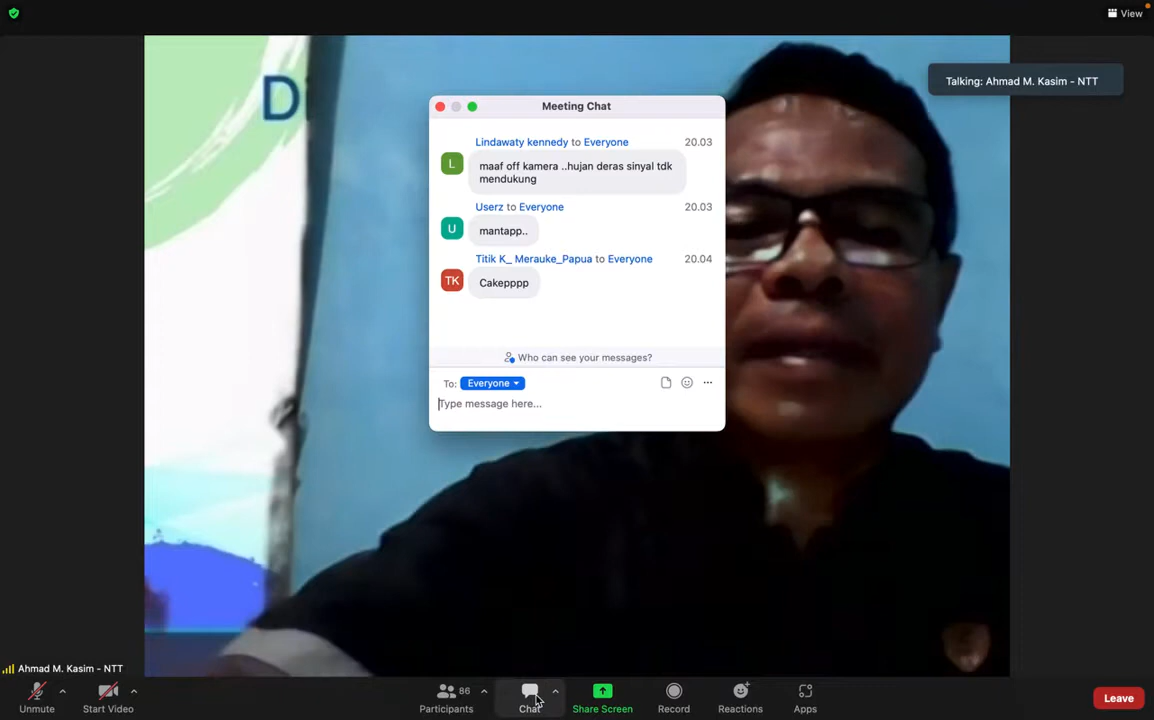 View
D
Talking: Ahmad M. Kasim - NTT
Meeting Chat
Lindawaty kennedy to Everyone 20.03
L
maaf off kamera ..hujan deras sinyal tdk
mendukung
Userz to Everyone 20.03
U
mantapp..
Titik K_ Merauke_Papua to Everyone 20.04
TK
Cakepppp
Who can see your messages?
To: Everyone
Type message here...
Ahmad M. Kasim - NTT
86
Unmute Start Video Participants Chat Share Screen Record Reactions Apps Leave